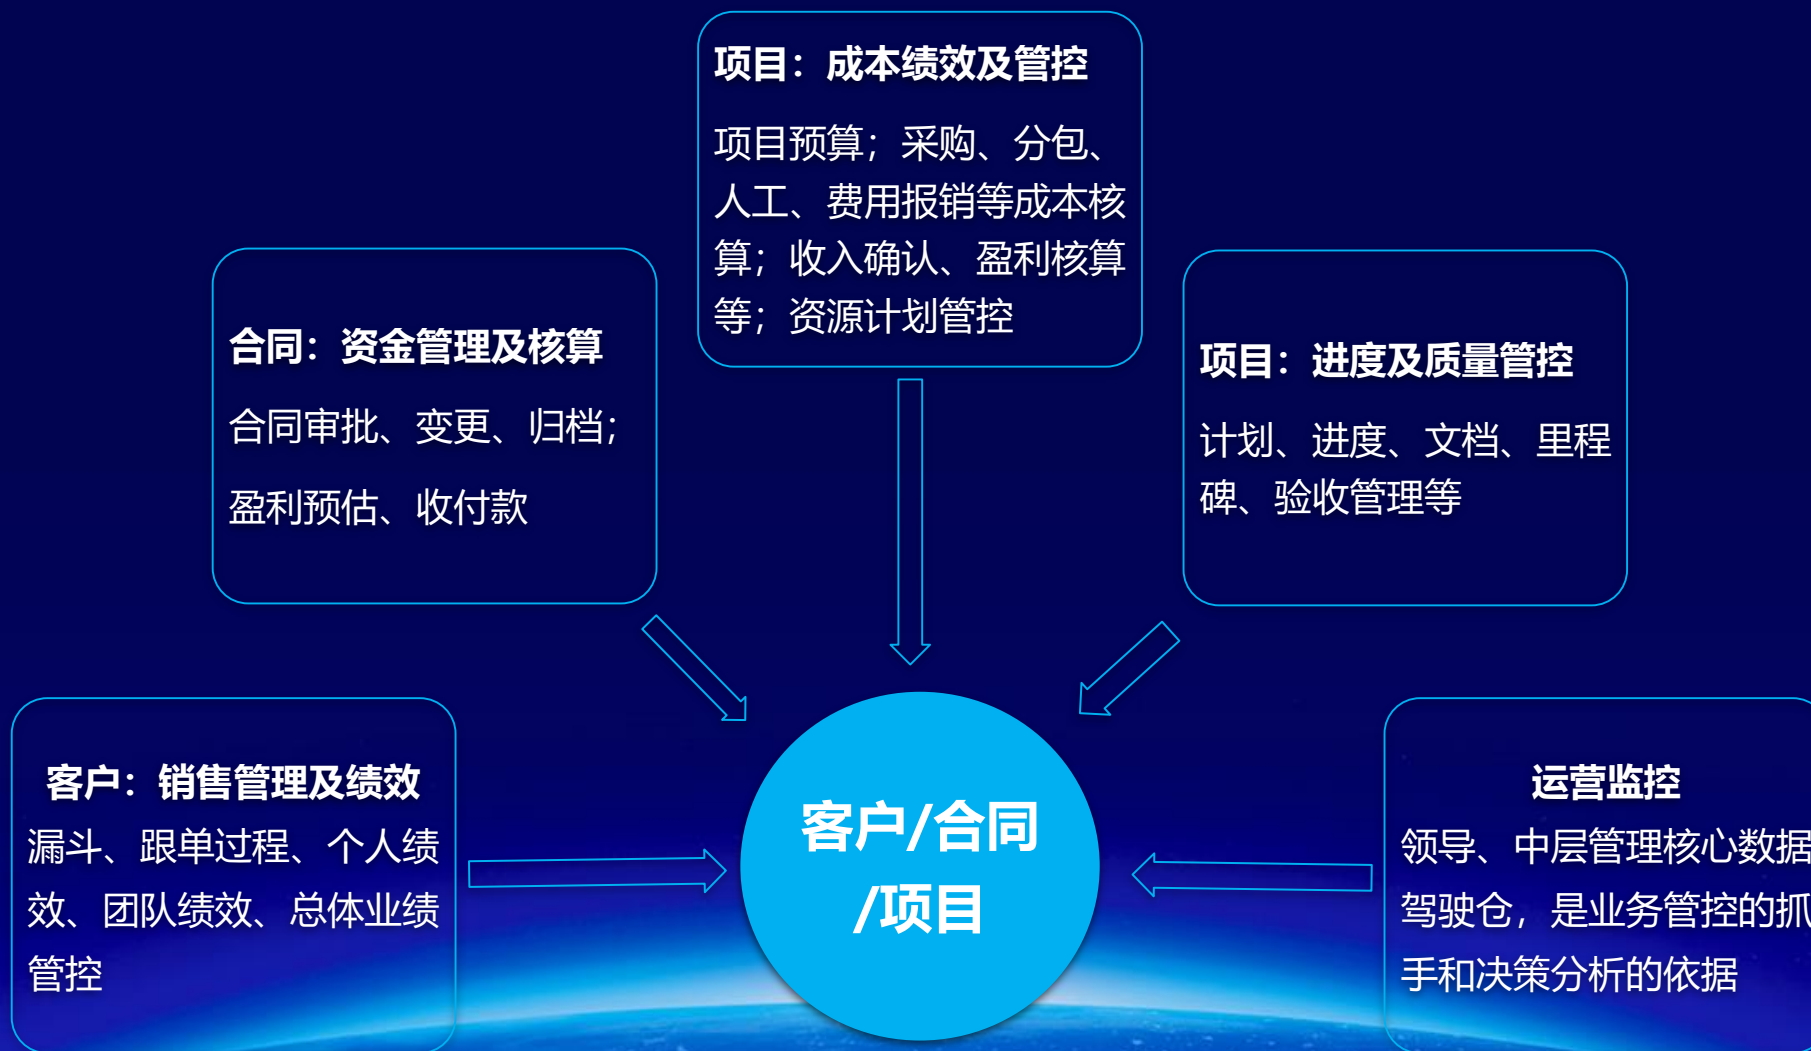 项目：成本绩效及管控
项目预算；采购、分包、
人工、费用报销等成本核
算；收入确认、盈利核算
等；资源计划管控
合同：资金管理及核算
合同审批、变更、归档；
盈利预估、收付款
项目：进度及质量管控
计划、进度、文档、里程
碑、验收管理等
客户：销售管理及绩效
漏斗、跟单过程、个人绩
效、团队绩效、总体业绩
管控
客户/合同
/项目
运营监控
领导、中层管理核心数据
驾驶仓，是业务管控的抓
手和决策分析的依据